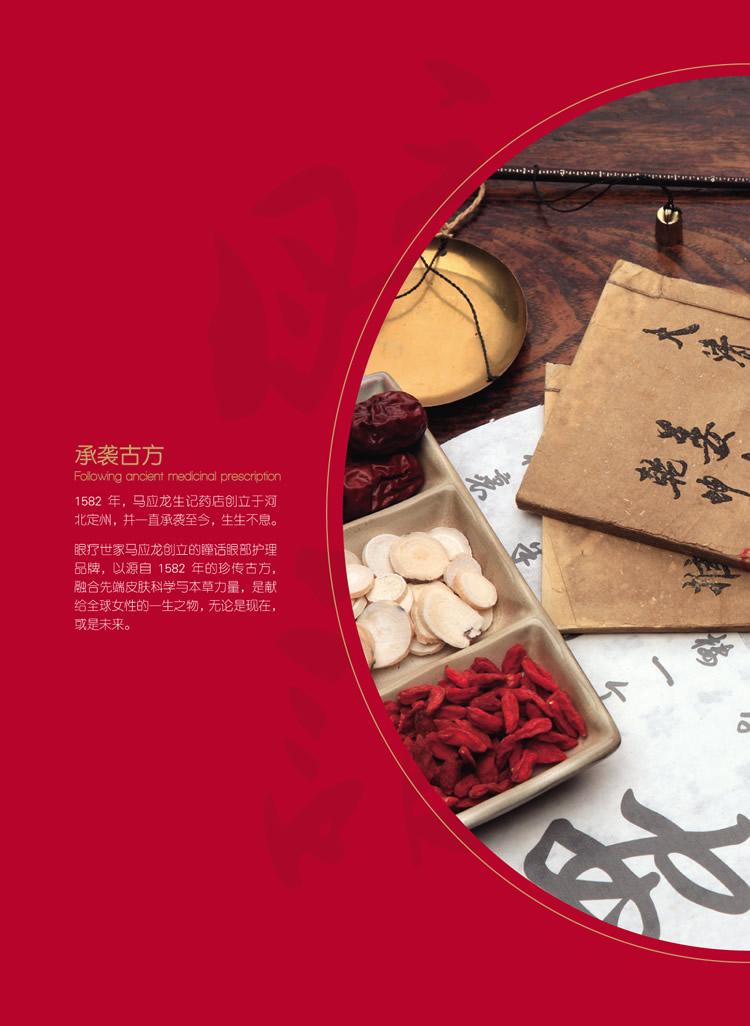 承袭古方
Following ancient medicinal prescription
1582 年，马应龙生记药店创立于河
北定州，并一直承袭至今，生生不息。
眼疗世家马应龙创立的瞳话眼部护理
品牌，以源自 1582 年的珍传古方，
融合先端皮肤科学与本草力量，是献
给全球女性的一生之物，无论是现在，
或是未来。